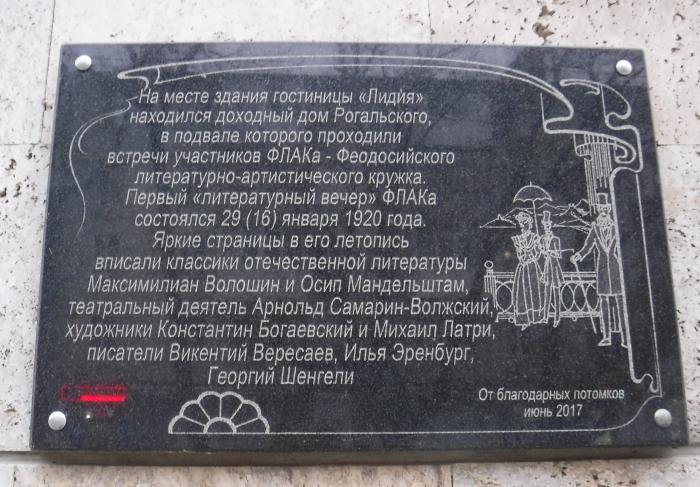 На месте здания гостиницы «Лидия»
находился доходный дом Рогальского,
в подвале которого проходили
встречи участников ФЛАКа - Феодосийского
литературно-артистического кружка.
Первый «литературный вечер» ФЛАКа
состоялся 29 (16) января 1920 года.
Яркие страницы в его летопись
вписали классики отечественной литературы
Максимилиан Волошин и Осип Мандельштам,
театральный деятель Арнольд Самарин-Волжский,
художники Константин Богаевский и Михаил Латри,
писатели Викентий Вересаев, Илья Эренбург,
Георгий Шенгели
От благодарных потомков
июнь 2017